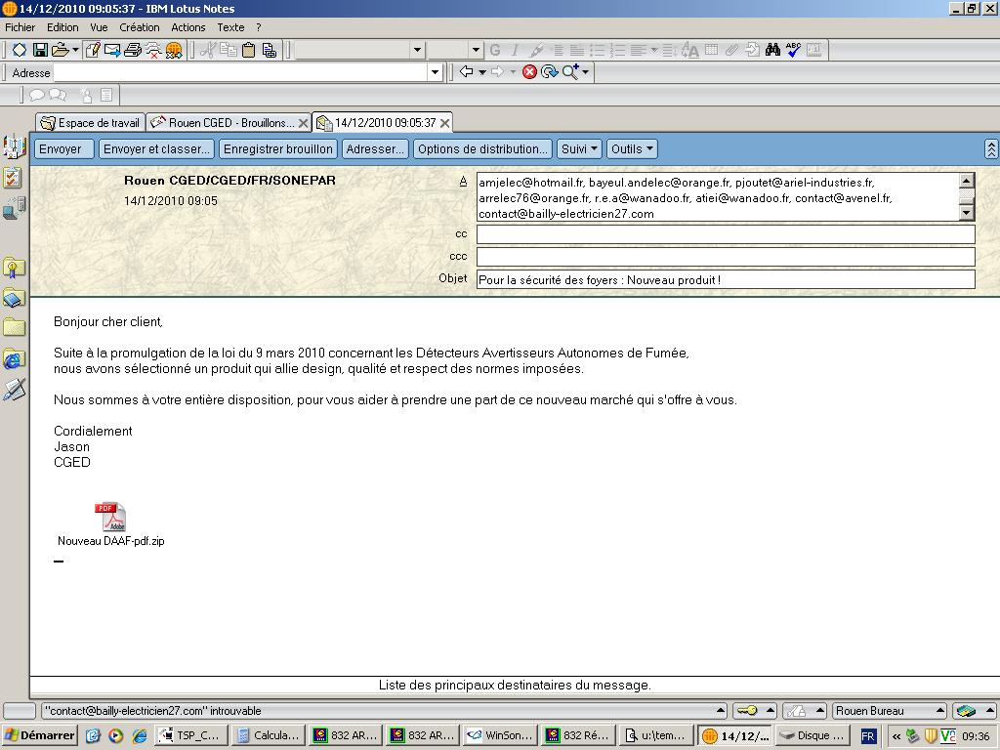 14/12/2010 09:05:37 - IBM Lotus Notes
Fichier Edition Vue Création Actions Texte ?
Adresse
Espace de travail Rouen CGED - Brouillons... 14/12/2010 09:05:37
Envoyer Envoyer et classer... Enregistrer brouillon Adresser... Options de distribution... Suivi Outils
Rouen CGED/CGED/FR/SONEPAR
14/12/2010 09:05
A amjelec@hotmail.fr, bayeul.andelec@orange.fr, pjoutet@ariel-industries.fr,
arrelec76@orange.fr, r.e.a@wanadoo.fr, atiei@wanadoo.fr, contact@avenel.fr,
contact@bailly-electricien27.com
cc
ccc
Objet Pour la sécurité des foyers : Nouveau produit !
Bonjour cher client,
Suite à la promulgation de la loi du 9 mars 2010 concernant les Détecteurs Avertisseurs Autonomes de Fumée,
nous avons sélectionné un produit qui allie design, qualité et respect des normes imposées.
Nous sommes à votre entière disposition, pour vous aider à prendre une part de ce nouveau marché qui s'offre à vous.
Cordialement
Jason
CGED
PDF
Adobe
Nouveau DAAF-pdf.zip
Liste des principaux destinataires du message.
"contact@bailly-electricien27.com" introuvable Rouen Bureau
Démarrer TSP_C... Calcula... 832 AR... 832 AR... WinSon... 832 Ré... u:\tem... 14/12/... Disque ... FR « 09:36